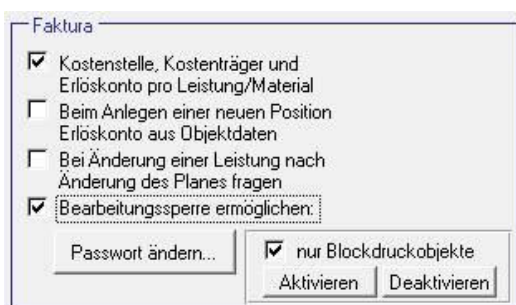 Faktura
Kostenstelle, Kostenträger und
Erlöskonto pro Leistung/Material
Beim Anlegen einer neuen Position
Erlöskonto aus Objektdaten
Bei Änderung einer Leistung nach
Änderung des Planes fragen
Bearbeitungssperre ermöglichen:
Passwort ändern...
nur Blockdruckobjekte
Aktivieren
Deaktivieren